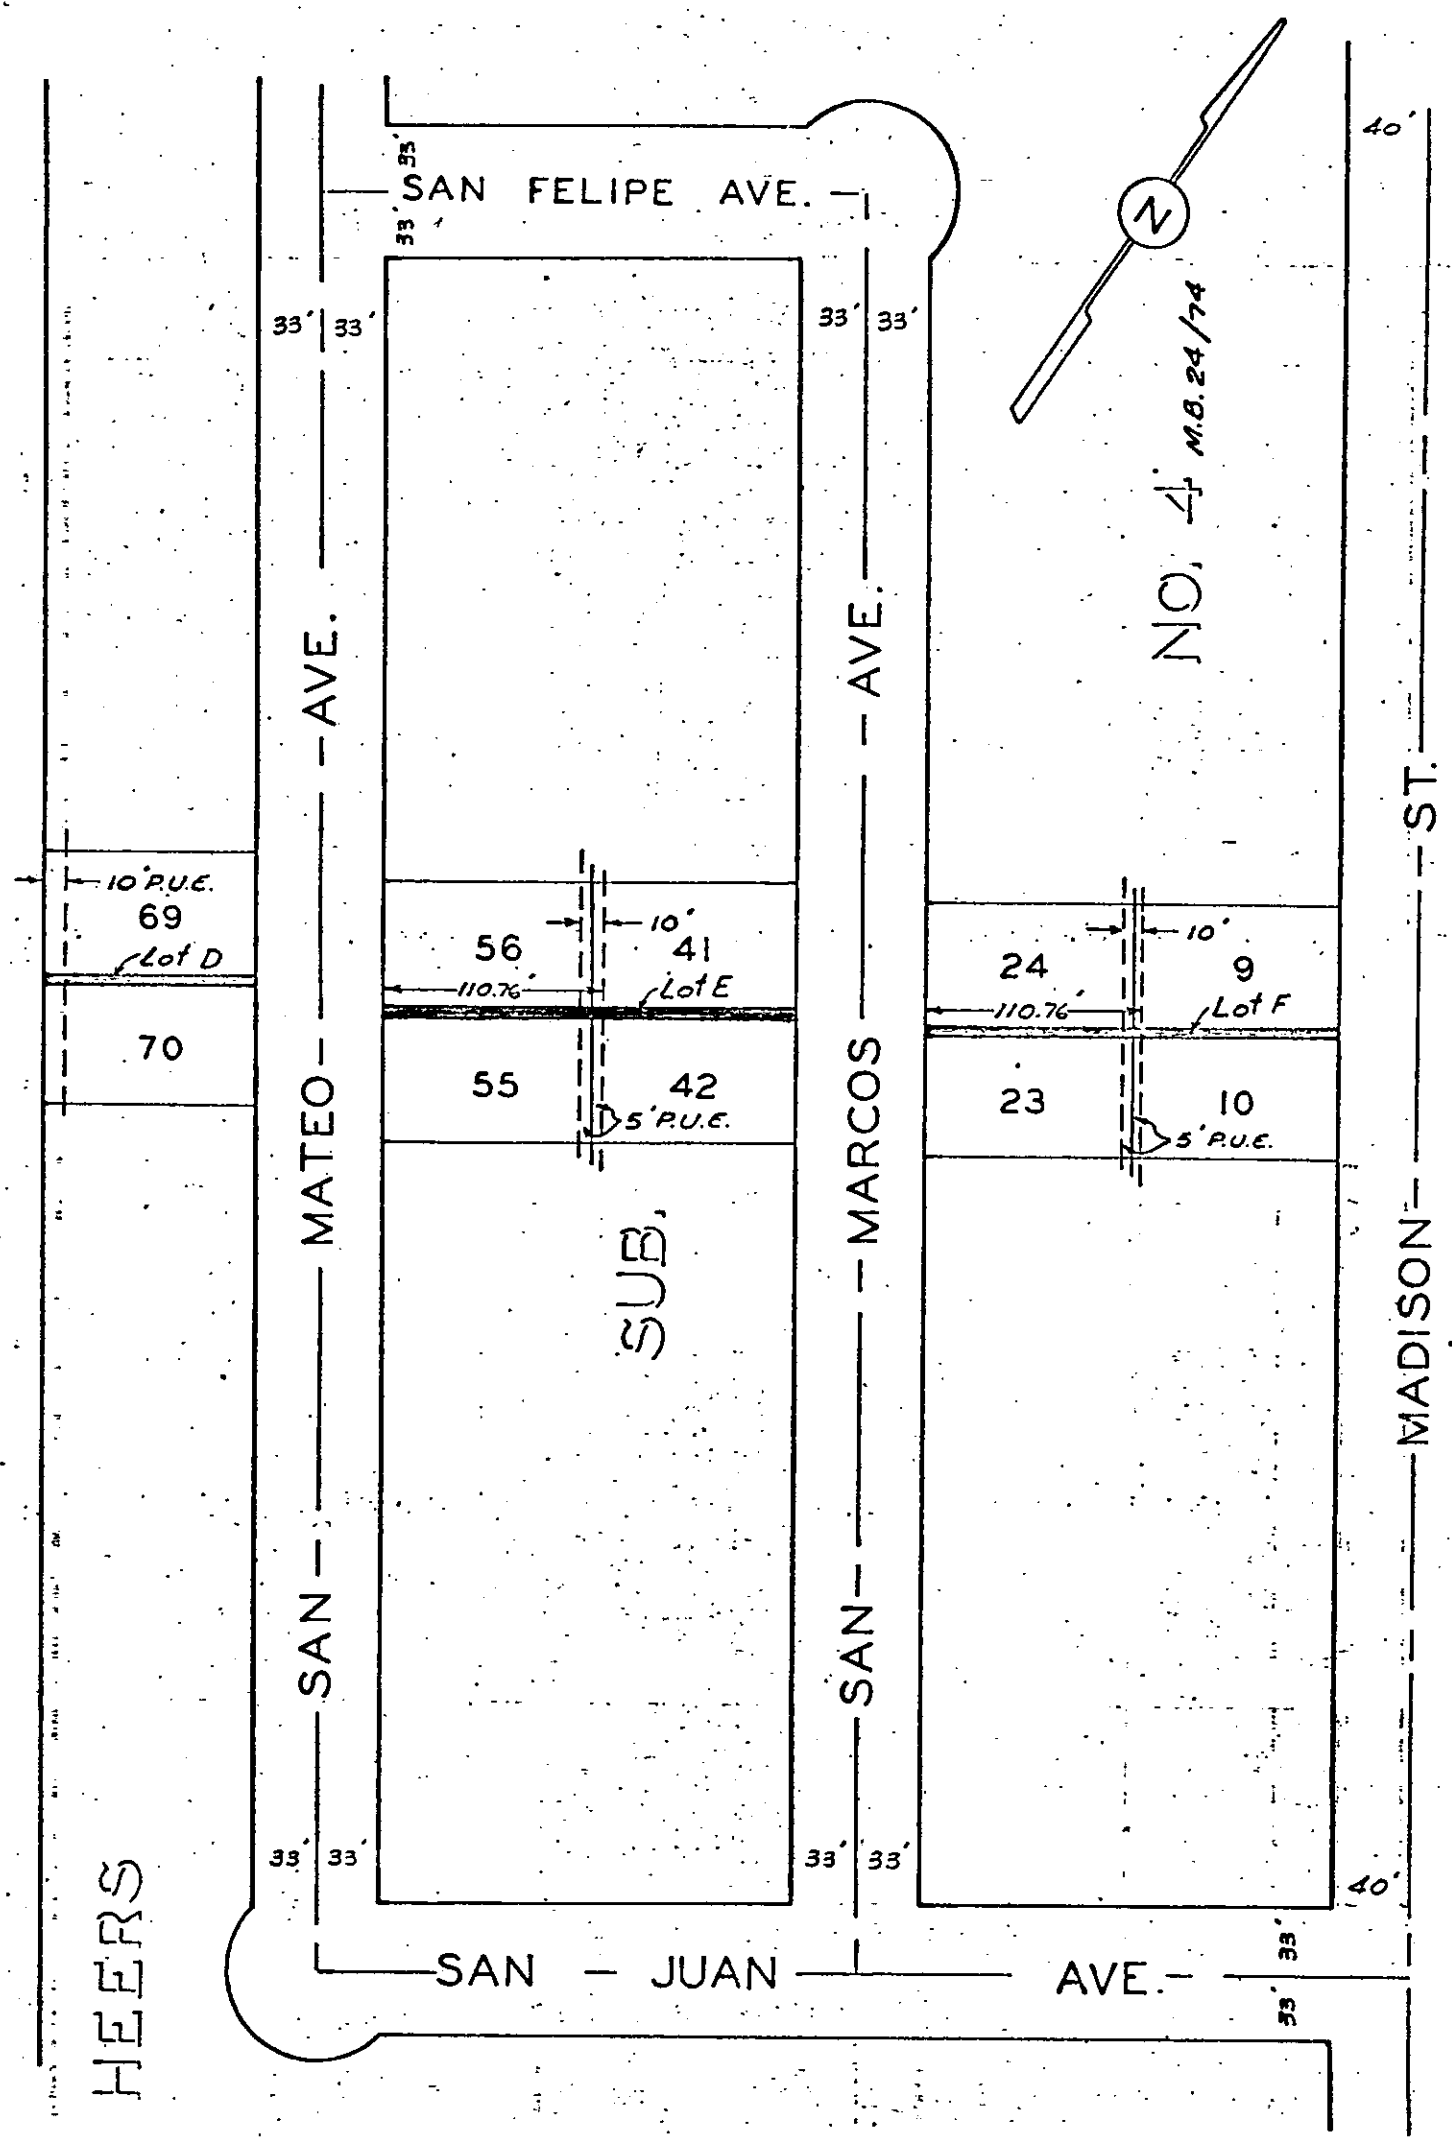 40'
33'
SAN FELIPE AVE.
33'
N
33' 33'
33' 33'
NO. 4 M.B. 24/74
SAN MATEO AVE.
SAN MARCOS AVE.
MADISON ST.
10' P.U.E.
69
Lot D
70
56
10'
41
110.76'
Lot E
55
42
5' P.U.E.
24
10'
9
110.76'
Lot F
23
10
5' P.U.E.
SUB.
33' 33'
33' 33'
40'
HEERS
SAN JUAN AVE.
33'
33'